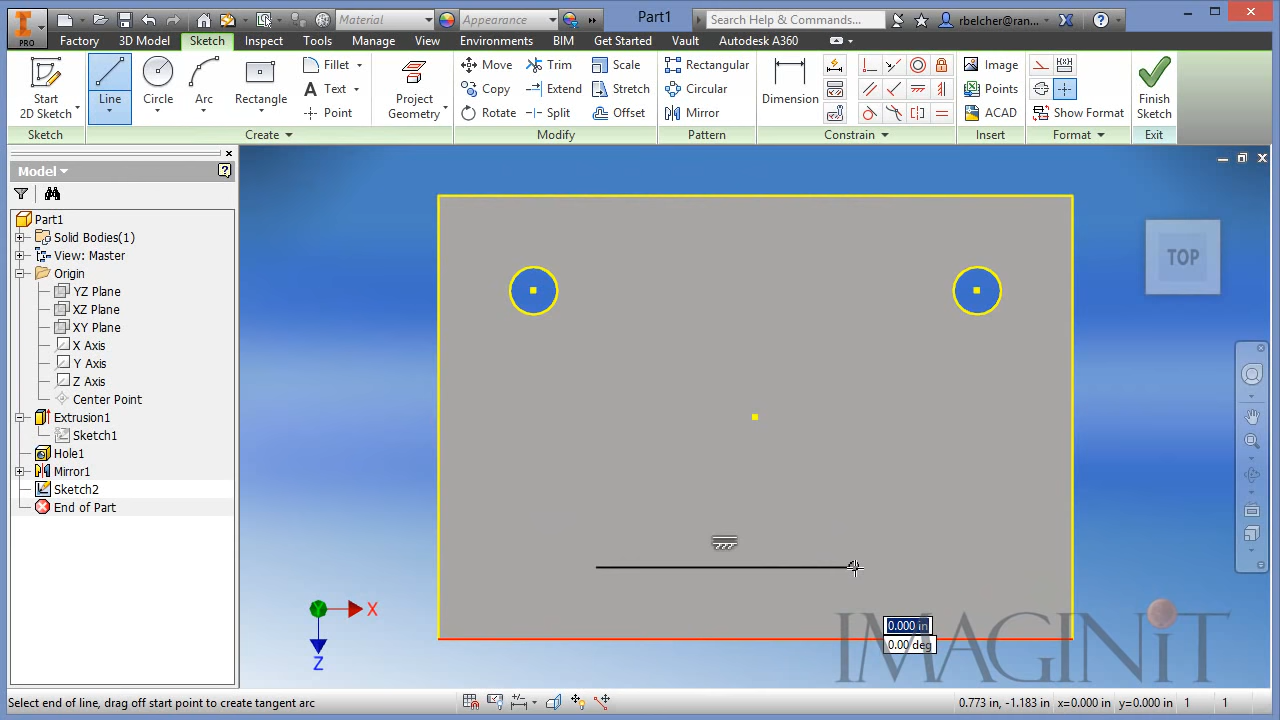 PRO
Material
Appearance
Part1
Search Help & Commands...
rbelcher@ran...
Factory 3D Model Sketch Inspect Tools Manage View Environments BIM Get Started Vault Autodesk A360
Start
2D Sketch
Line
Circle
Arc
Rectangle
Fillet
Text
Point
Project
Geometry
Move Trim Scale
Copy Extend Stretch
Rotate Split Offset
Rectangular
Circular
Mirror
Dimension
Image
Points
ACAD
Show Format
Finish
Sketch
Sketch Create Modify Pattern Constrain Insert Format Exit
Model
Part1
Solid Bodies(1)
View: Master
Origin
YZ Plane
XZ Plane
XY Plane
X Axis
Y Axis
Z Axis
Center Point
Extrusion1
Sketch1
Hole1
Mirror1
Sketch2
End of Part
TOP
Y
X
Z
0.000 in
0.00 deg
IMAGINiT
Select end of line, drag off start point to create tangent arc
0.773 in, -1.183 in x=0.000 in y=0.000 in 1 1